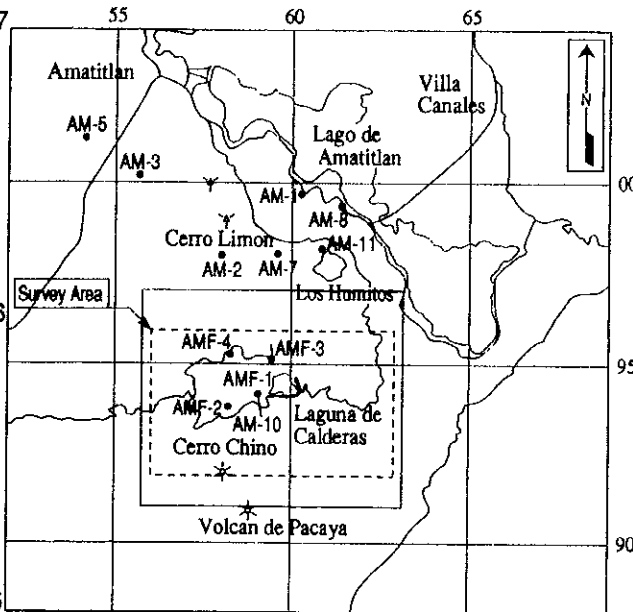 7
55
60
65
Amatitlan
Villa
Canales
N
AM-5
Lago de
Amatitlan
AM-3
00
AM-1
AM-8
Cerro Limon
AM-11
AM-2
AM-7
Survey Area
Los Humitos
6
AMF-4
AMF-3
95
AMF-1
AMF-2
AM-10
Laguna de
Calderas
Cerro Chino
Volcan de Pacaya
90